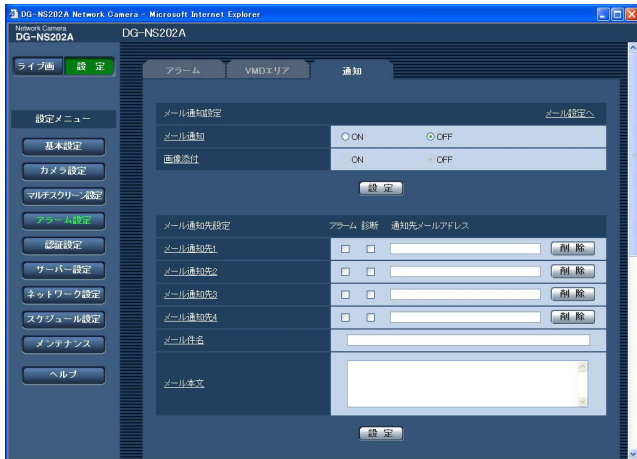 DG-NS202A Network Camera - Microsoft Internet Explorer
Network Camera
DG-NS202A
DG-NS202A
ライブ画 設 定
アラーム VMDエリア 通知
設定メニュー
基本設定
カメラ設定
マルチスクリーン設定
アラーム設定
認証設定
サーバー設定
ネットワーク設定
スケジュール設定
メンテナンス
ヘルプ
メール通知設定 メール設定へ
メール通知 ON OFF
画像添付 ON OFF
設 定
メール通知先設定 アラーム 診断 通知先メールアドレス
メール通知先1 削 除
メール通知先2 削 除
メール通知先3 削 除
メール通知先4 削 除
メール件名
メール本文
設 定